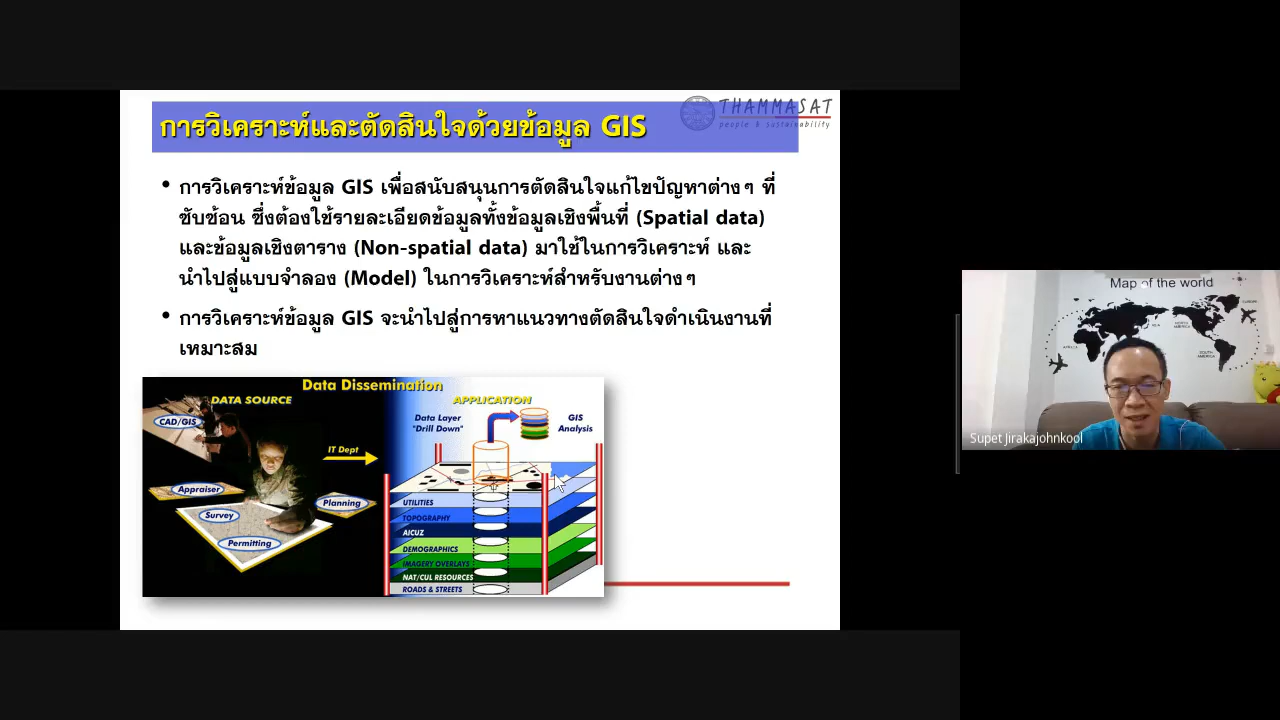 การวิเคราะห์และตัดสินใจด้วยข้อมูล GIS
THAMMASAT
people & sustainability
• การวิเคราะห์ข้อมูล GIS เพื่อสนับสนุนการตัดสินใจแก้ไขปัญหาต่างๆ ที่
ซับซ้อน ซึ่งต้องใช้รายละเอียดข้อมูลทั้งข้อมูลเชิงพื้นที่ (Spatial data)
และข้อมูลเชิงตาราง (Non-spatial data) มาใช้ในการวิเคราะห์ และ
นำไปสู่แบบจำลอง (Model) ในการวิเคราะห์สำหรับงานต่างๆ
• การวิเคราะห์ข้อมูล GIS จะนำไปสู่การหาแนวทางตัดสินใจดำเนินงานที่
เหมาะสม
Data Dissemination
DATA SOURCE
CAD/GIS
IT Dept
Appraiser
Planning
Survey
Permitting
APPLICATION
Data Layer
"Drill Down"
GIS
Analysis
UTILITIES
TOPOGRAPHY
AICUZ
DEMOGRAPHICS
IMAGERY OVERLAYS
NAT/CUL RESOURCES
ROADS & STREETS
Map of the world
EUROPE
ASIA
NORTH
AMERICA
AFRICA
SOUTH
AMERICA
Supet Jirakajohnkool